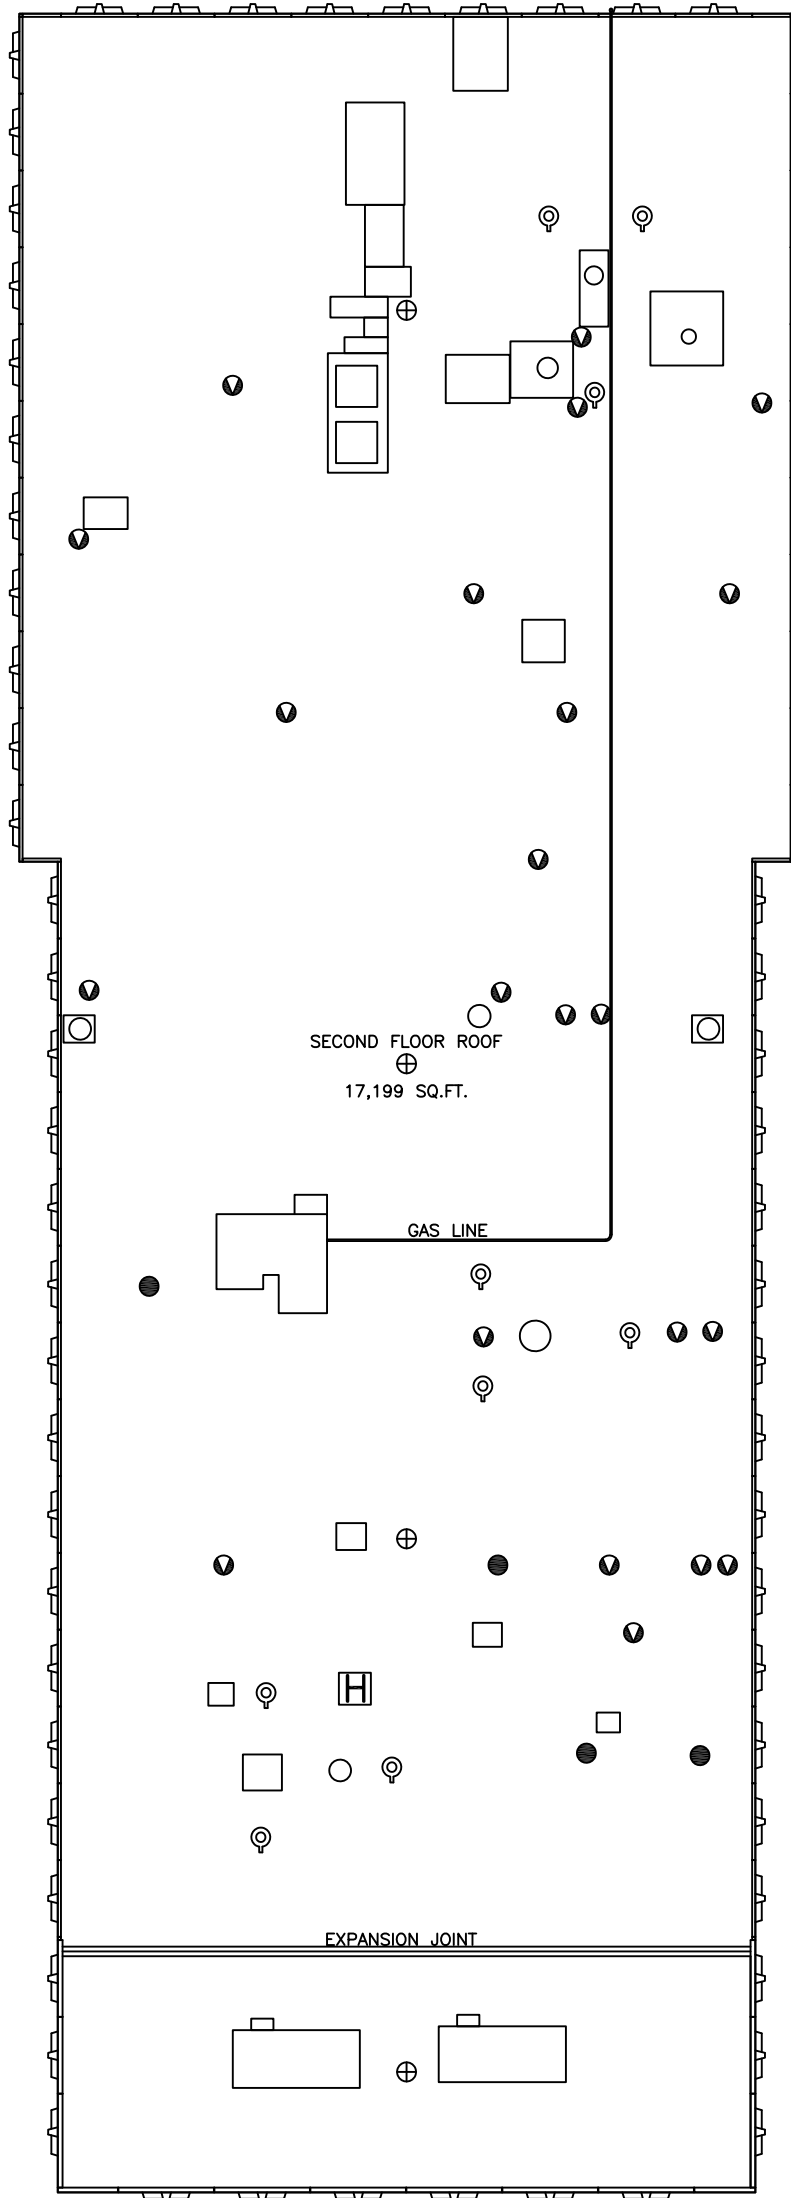 SECOND FLOOR ROOF
17,199 SQ.FT.
GAS LINE
H
EXPANSION JOINT